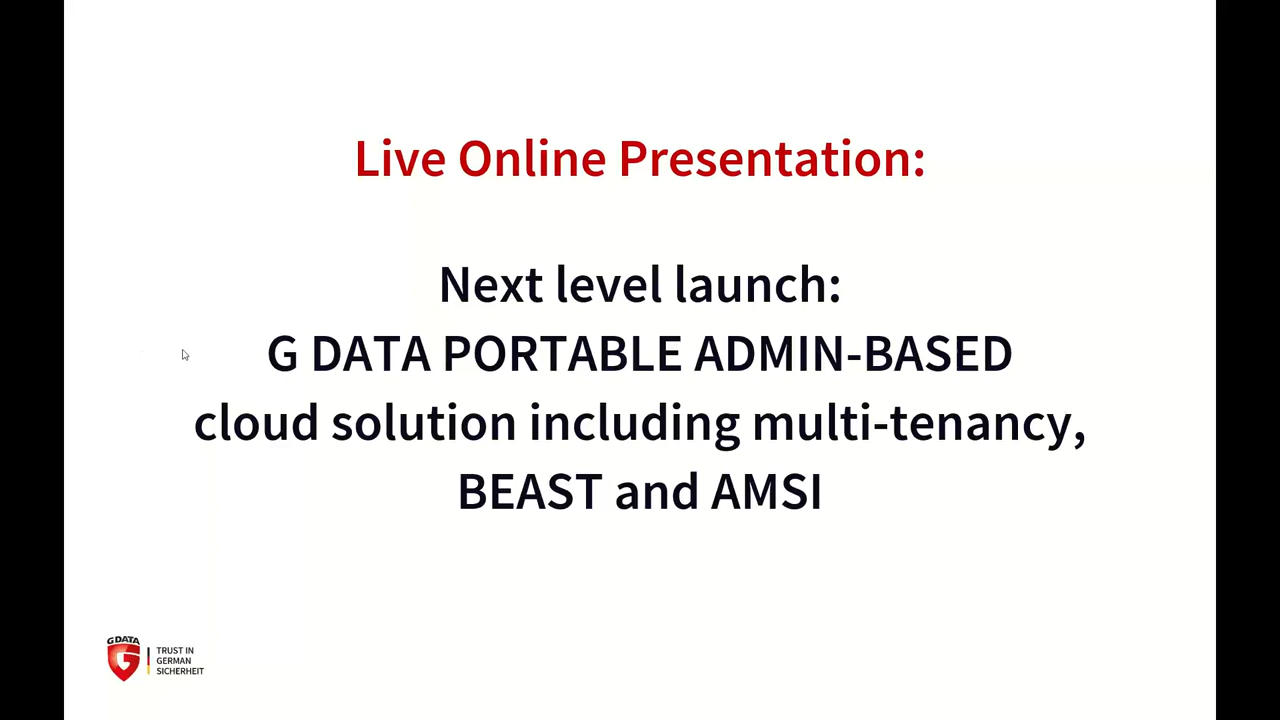 Live Online Presentation:
Next level launch:
G DATA PORTABLE ADMIN-BASED
cloud solution including multi-tenancy,
BEAST and AMSI
G DATA
TRUST IN
GERMAN
SICHERHEIT